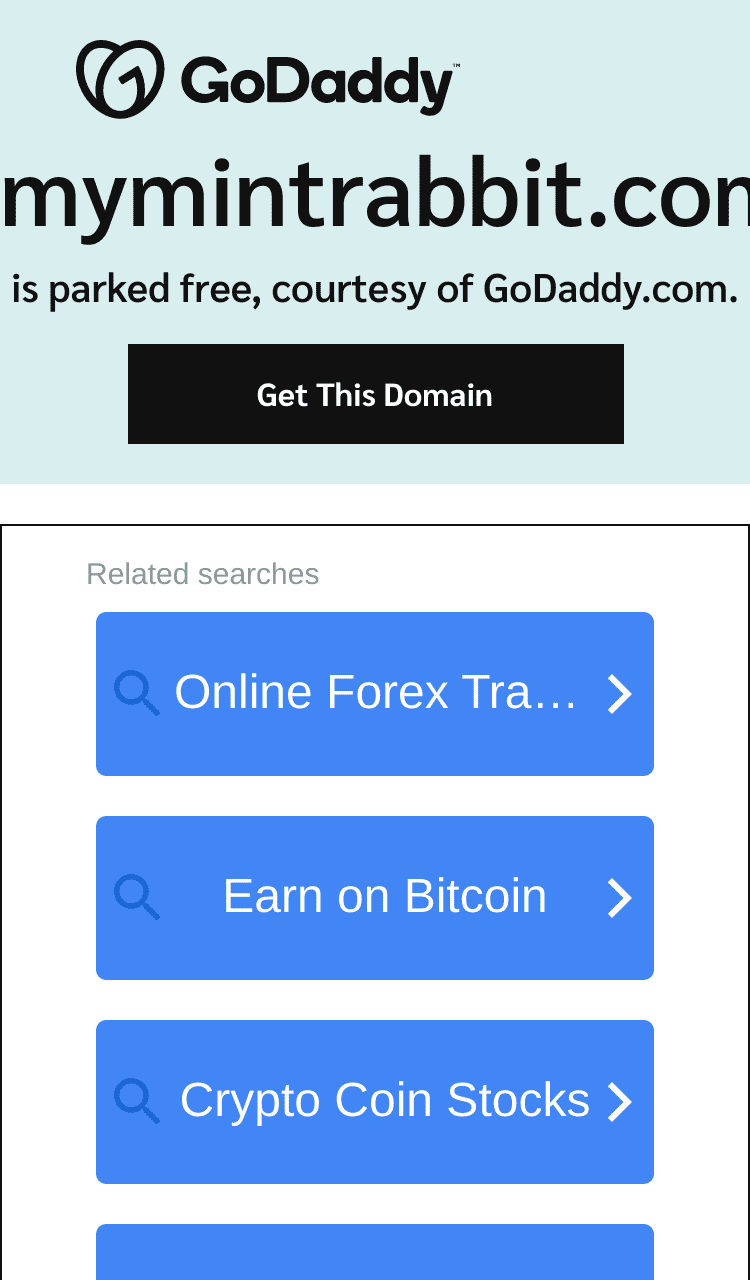 GoDaddy™
mymintrabbit.com
is parked free, courtesy of GoDaddy.com.
Get This Domain
Related searches
Online Forex Tra...
Earn on Bitcoin
Crypto Coin Stocks